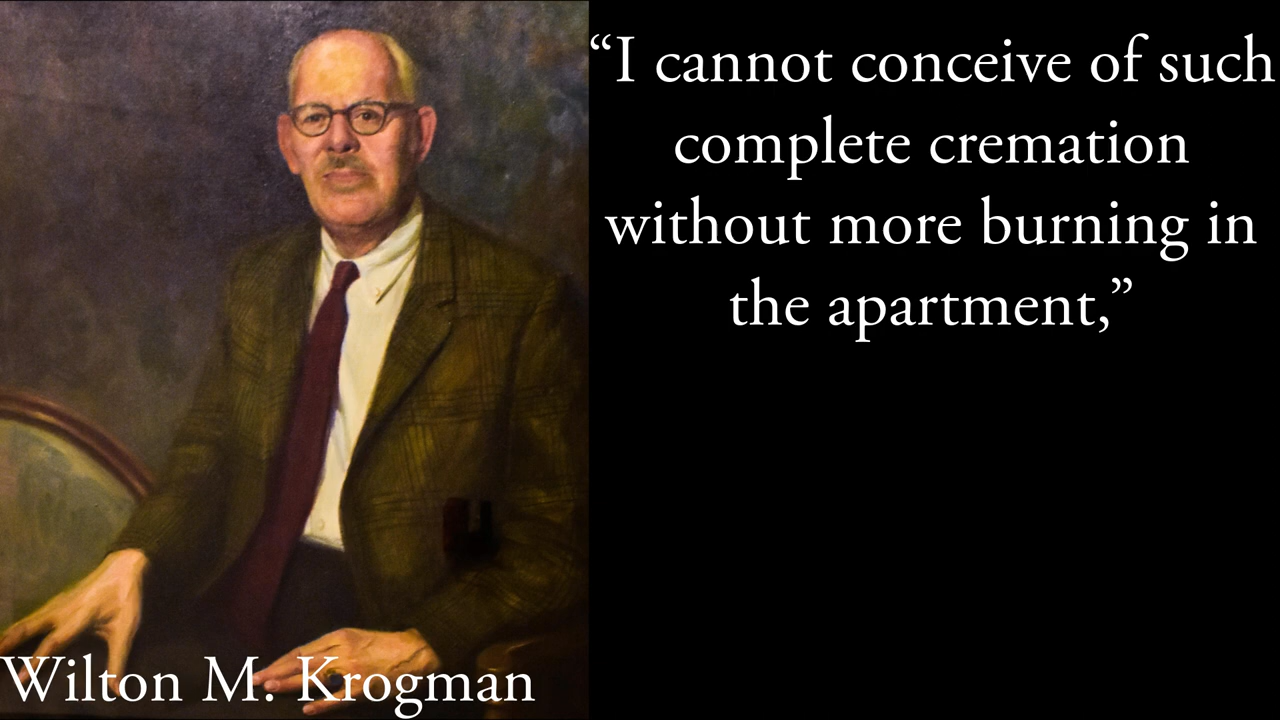 “I cannot conceive of such
complete cremation
without more burning in
the apartment,”
Wilton M. Krogman